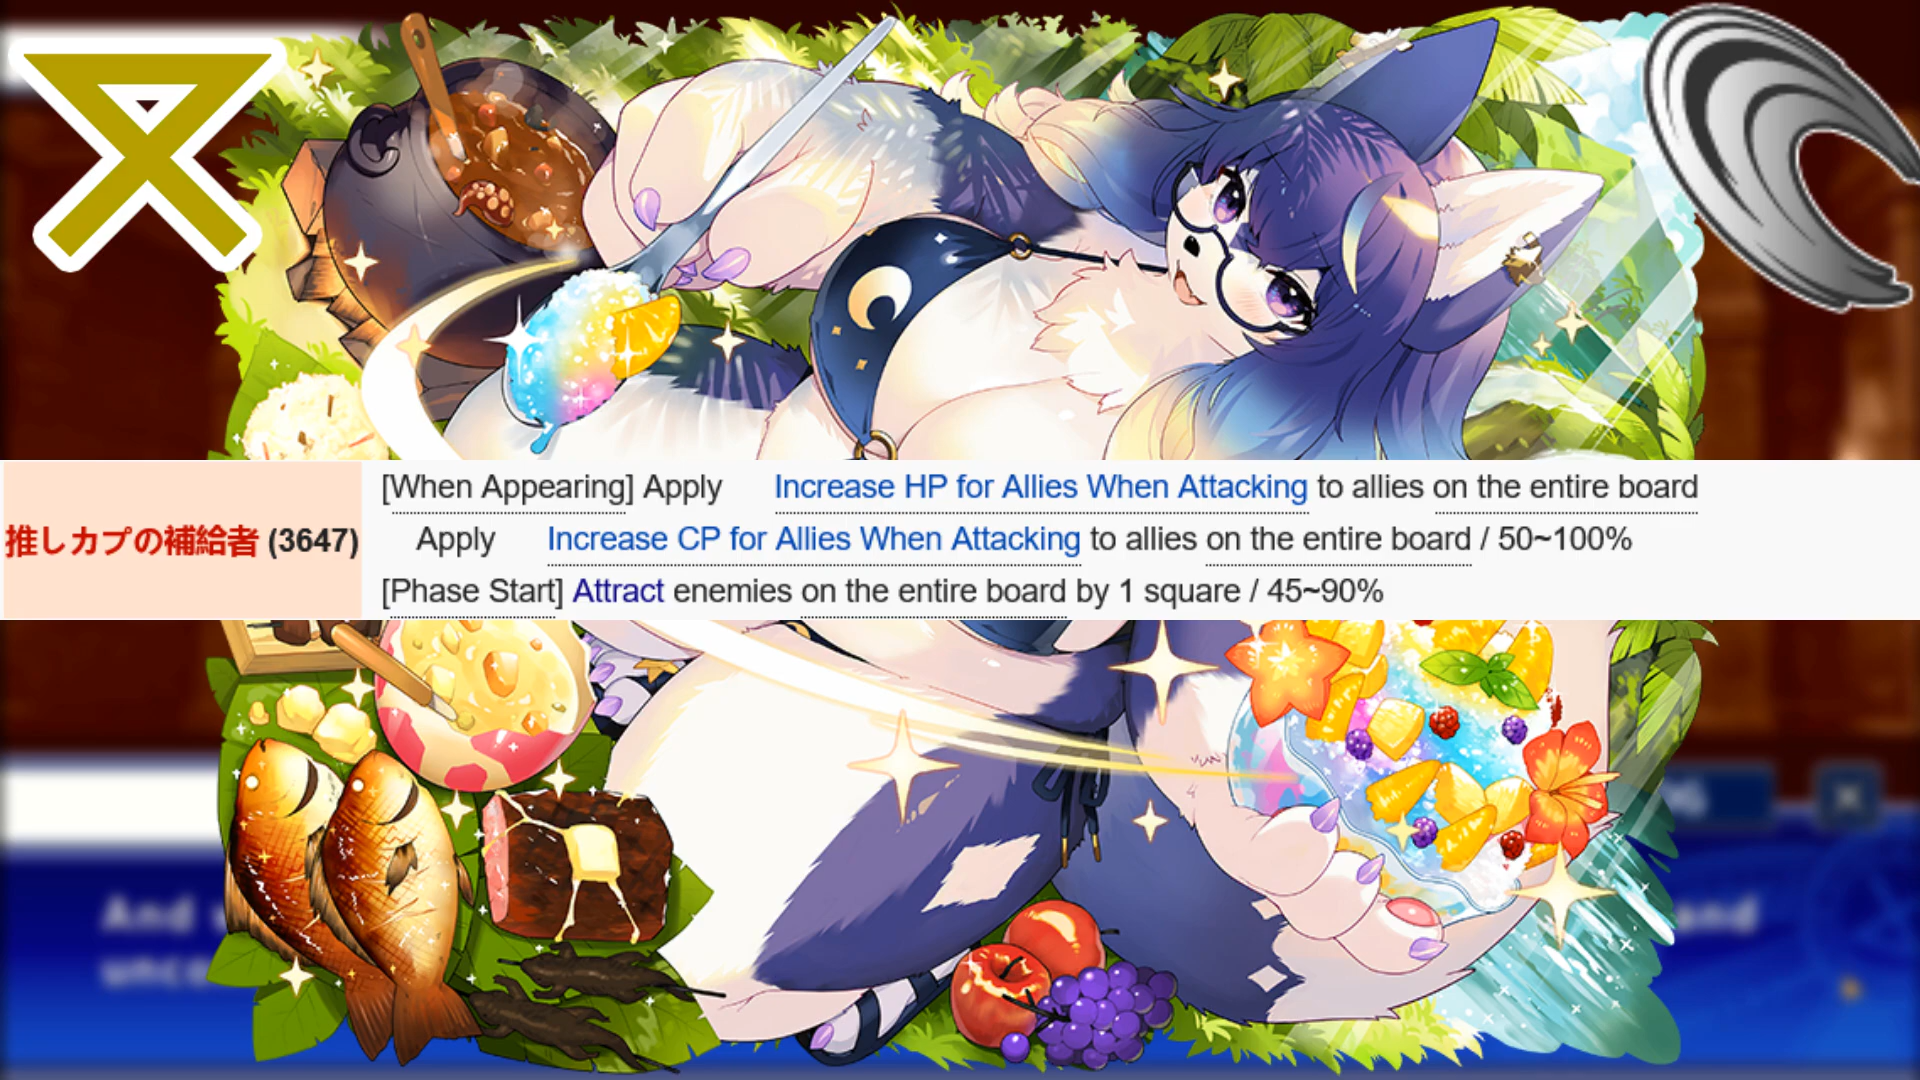 推しカプの補給者 (3647)
[When Appearing] Apply Increase HP for Allies When Attacking to allies on the entire board
Apply Increase CP for Allies When Attacking to allies on the entire board / 50~100%
[Phase Start] Attract enemies on the entire board by 1 square / 45~90%
And
and